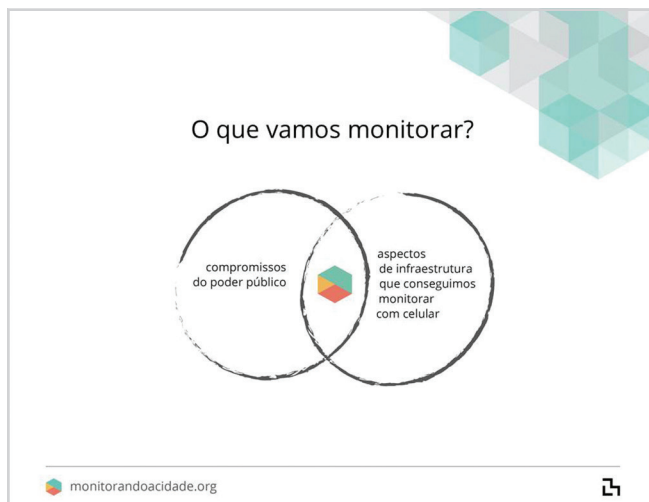 O que vamos monitorar?
compromissos
do poder público
aspectos
de infraestrutura
que conseguimos
monitorar
com celular
monitorandoacidade.org